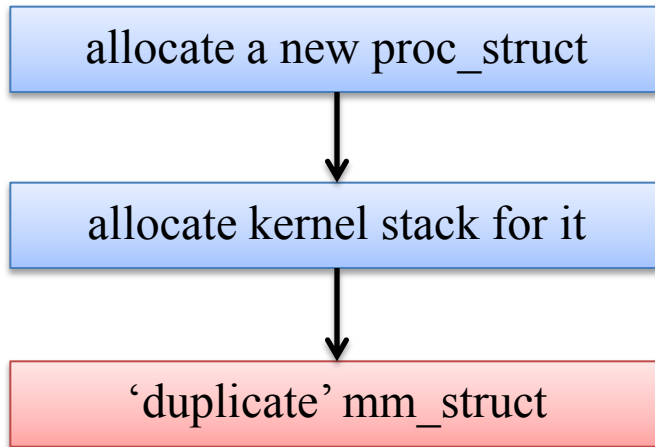 allocate a new proc_struct
allocate kernel stack for it
‘duplicate’ mm_struct